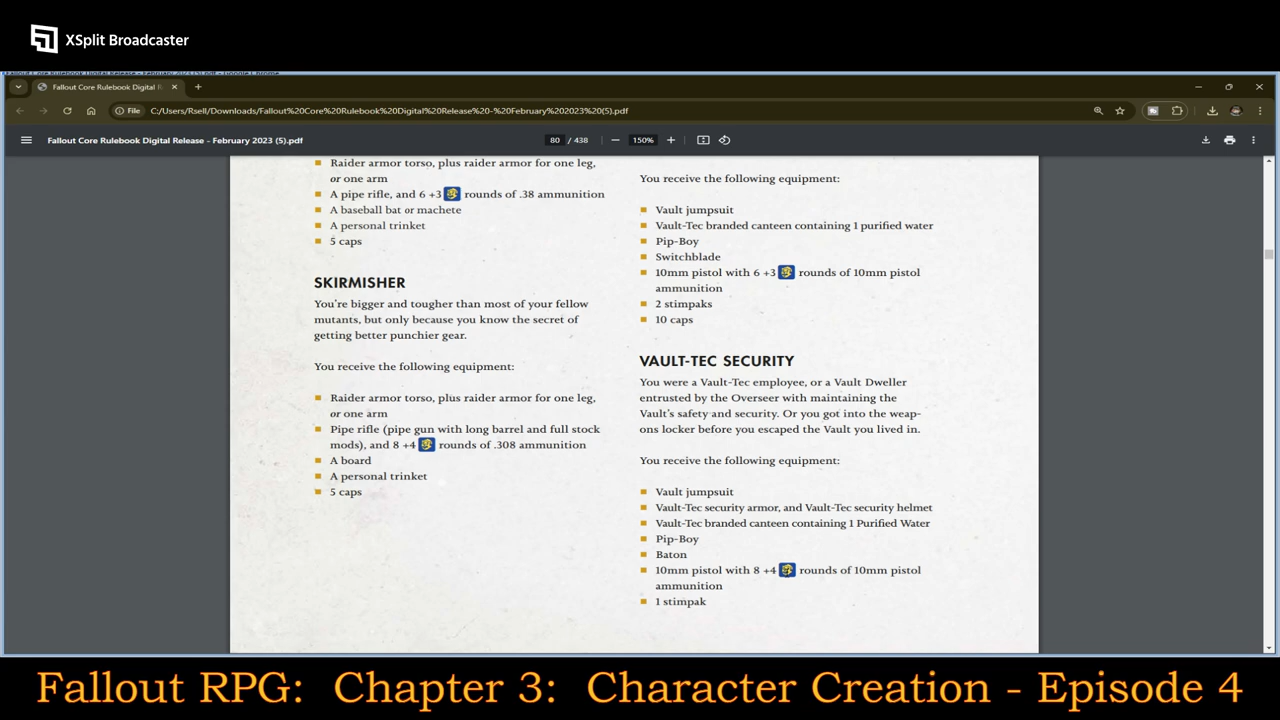 XSplit Broadcaster
Fallout Core Rulebook Digital Release - February 2023 (5).pdf - Google Chrome
Fallout Core Rulebook Digital R
File
C:/Users/Rsell/Downloads/Fallout%20Core%20Rulebook%20Digital%20Release%20-%20February%202023%20(5).pdf
Fallout Core Rulebook Digital Release - February 2023 (5).pdf
80 / 438
150%
Raider armor torso, plus raider armor for one leg,
or one arm
A pipe rifle, and 6 +3 rounds of .38 ammunition
A baseball bat or machete
A personal trinket
5 caps
SKIRMISHER
You're bigger and tougher than most of your fellow
mutants, but only because you know the secret of
getting better punchier gear.
You receive the following equipment:
Raider armor torso, plus raider armor for one leg,
or one arm
Pipe rifle (pipe gun with long barrel and full stock
mods), and 8 +4 rounds of .308 ammunition
A board
A personal trinket
5 caps
You receive the following equipment:
Vault jumpsuit
Vault-Tec branded canteen containing 1 purified water
Pip-Boy
Switchblade
10mm pistol with 6 +3 rounds of 10mm pistol
ammunition
2 stimpaks
10 caps
VAULT-TEC SECURITY
You were a Vault-Tec employee, or a Vault Dweller
entrusted by the Overseer with maintaining the
Vault's safety and security. Or you got into the weap-
ons locker before you escaped the Vault you lived in.
You receive the following equipment:
Vault jumpsuit
Vault-Tec security armor, and Vault-Tec security helmet
Vault-Tec branded canteen containing 1 Purified Water
Pip-Boy
Baton
10mm pistol with 8 +4 rounds of 10mm pistol
ammunition
1 stimpak
Fallout RPG: Chapter 3: Character Creation - Episode 4